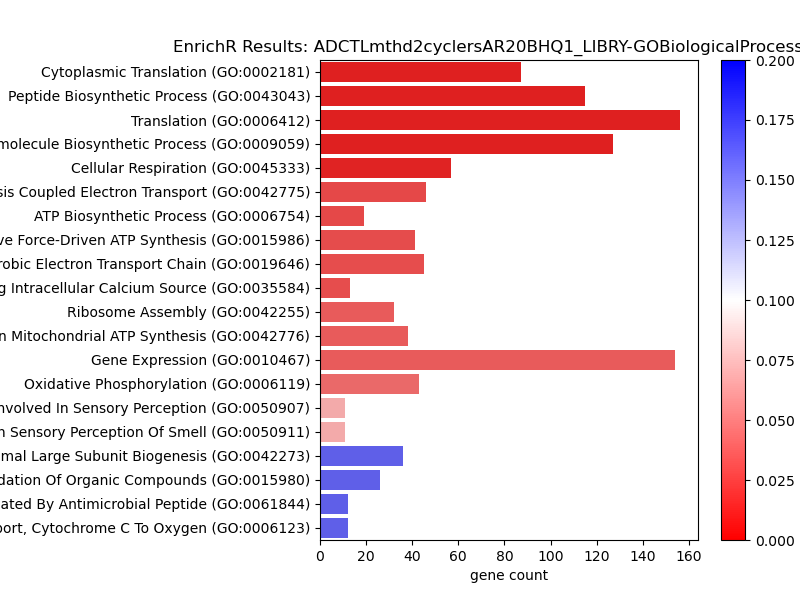 EnrichR Results: ADCTLmthd2cyclersAR20BHQ1_LIBRY-GOBiologicalProcess
Cytoplasmic Translation (GO:0002181)
Peptide Biosynthetic Process (GO:0043043)
Translation (GO:0006412)
molecule Biosynthetic Process (GO:0009059)
Cellular Respiration (GO:0045333)
sis Coupled Electron Transport (GO:0042775)
ATP Biosynthetic Process (GO:0006754)
ve Force-Driven ATP Synthesis (GO:0015986)
robic Electron Transport Chain (GO:0019646)
g Intracellular Calcium Source (GO:0035584)
Ribosome Assembly (GO:0042255)
n Mitochondrial ATP Synthesis (GO:0042776)
Gene Expression (GO:0010467)
Oxidative Phosphorylation (GO:0006119)
nvolved In Sensory Perception (GO:0050907)
n Sensory Perception Of Smell (GO:0050911)
mal Large Subunit Biogenesis (GO:0042273)
dation Of Organic Compounds (GO:0015980)
ated By Antimicrobial Peptide (GO:0061844)
port, Cytochrome C To Oxygen (GO:0006123)
0 20 40 60 80 100 120 140 160
gene count
0.200
0.175
0.150
0.125
0.100
0.075
0.050
0.025
0.000